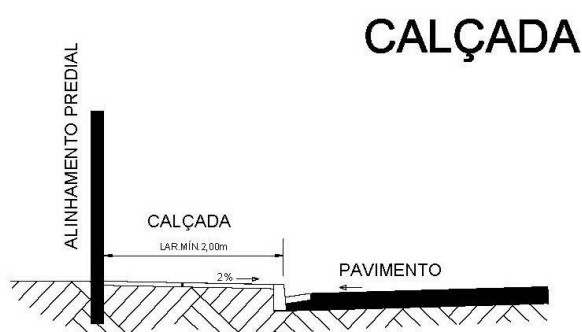 CALÇADA
ALINHAMENTO PREDIAL
CALÇADA
LAR.MÍN.2,00m
2%
PAVIMENTO